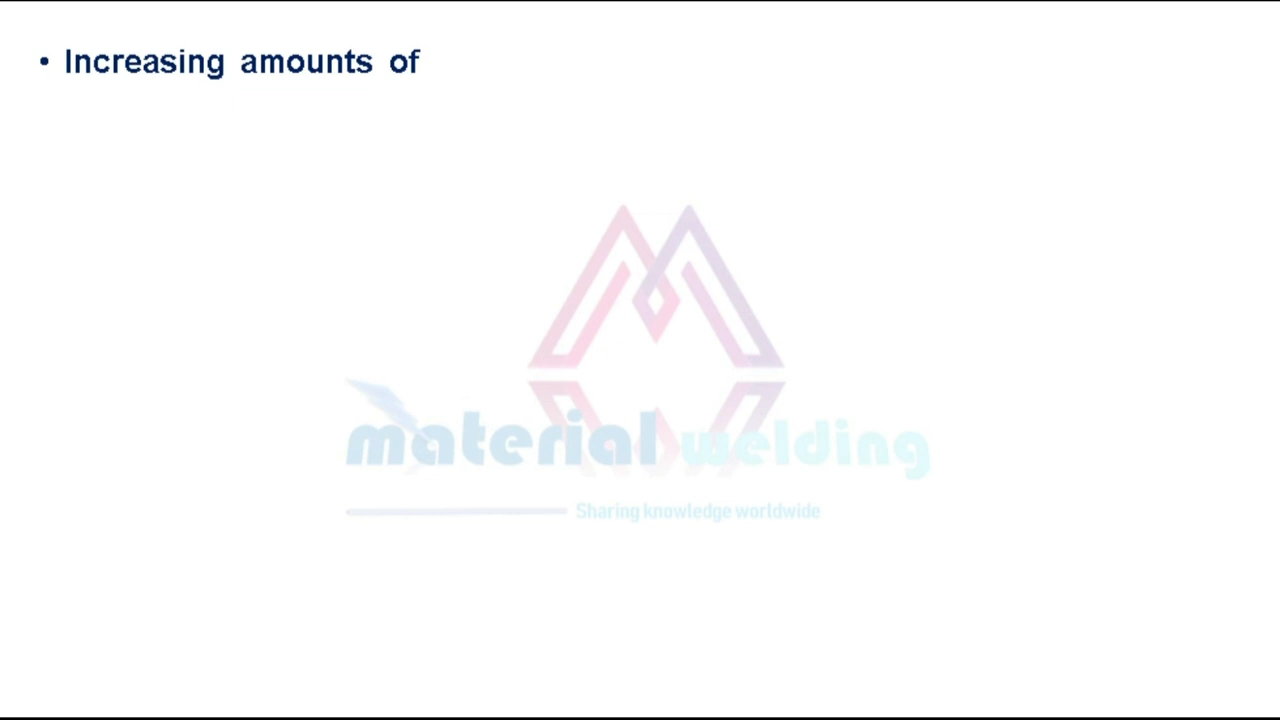 • Increasing amounts of
material welding
Sharing knowledge worldwide